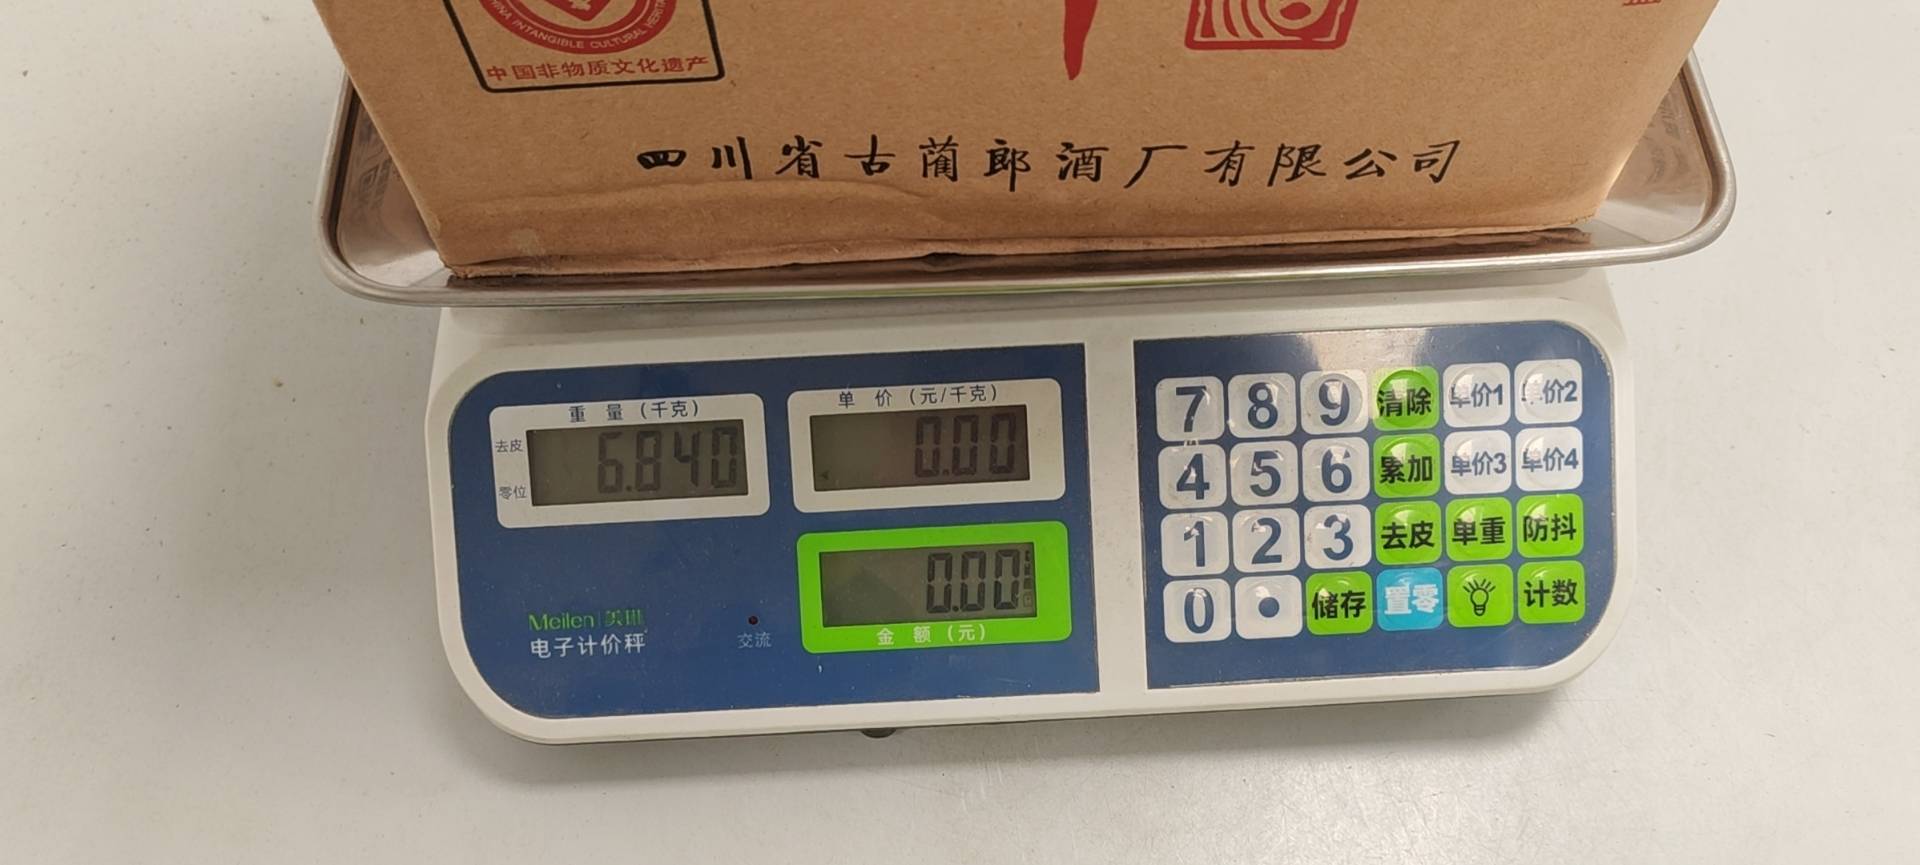 CHINA INTANGIBLE CULTURAL HERITA
中国非物质文化遗产
四川省古蔺郎酒厂有限公司
重量(千克)
去皮
零位
6.840
单价(元/千克)
0.00
0.00
金额(元)
Meilen|美琳
电子计价秤
交流
7 8 9 清除 单价1 单价2
4 5 6 累加 单价3 单价4
1 2 3 去皮 单重 防抖
0 • 储存 置零 计数